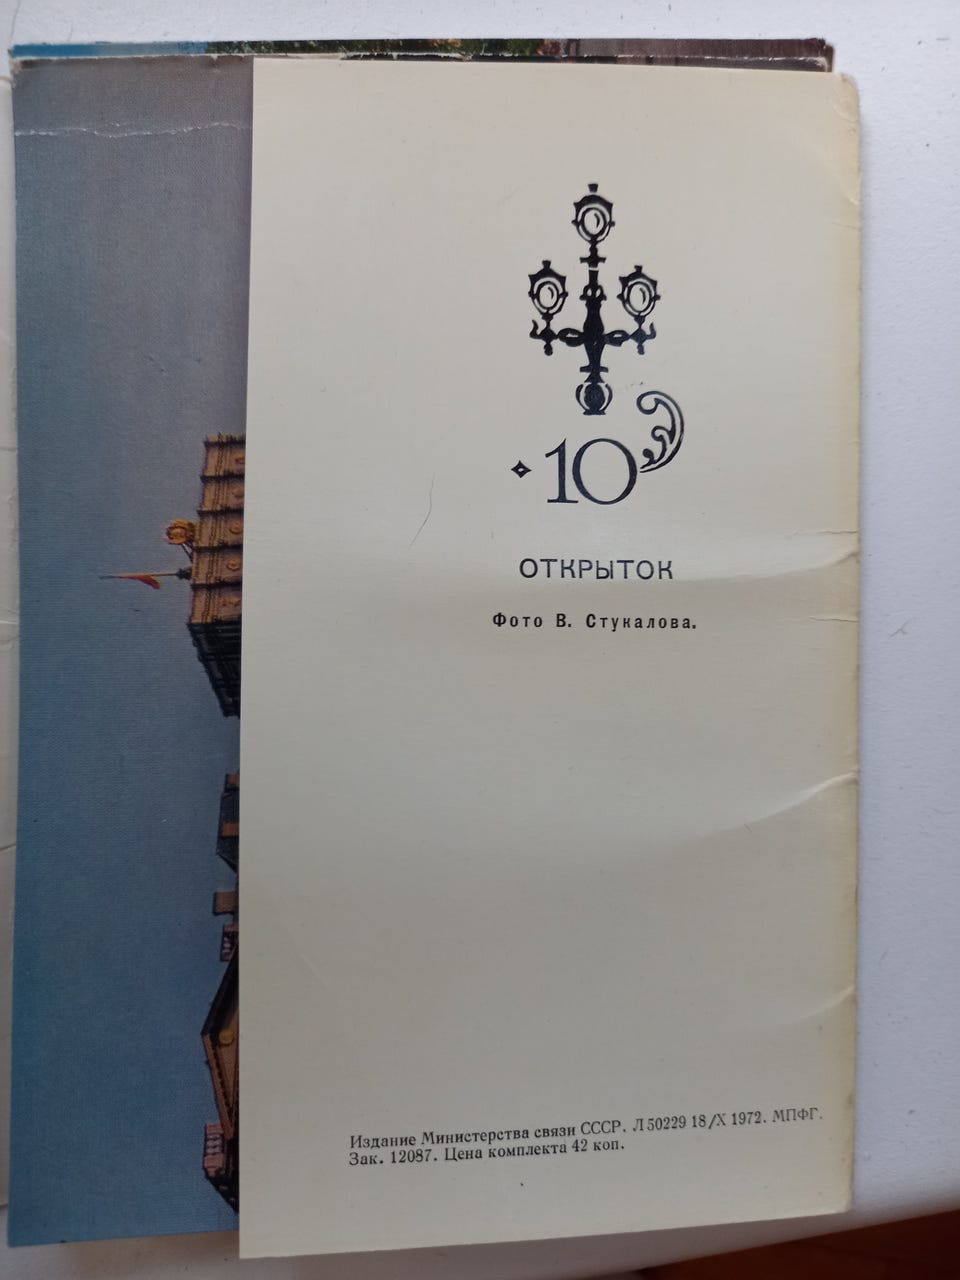 10
ОТКРЫТОК
Фото В. Стукалова.
Издание Министерства связи СССР. Л 50229 18/X 1972. МПФГ.
Зак. 12087. Цена комплекта 42 коп.